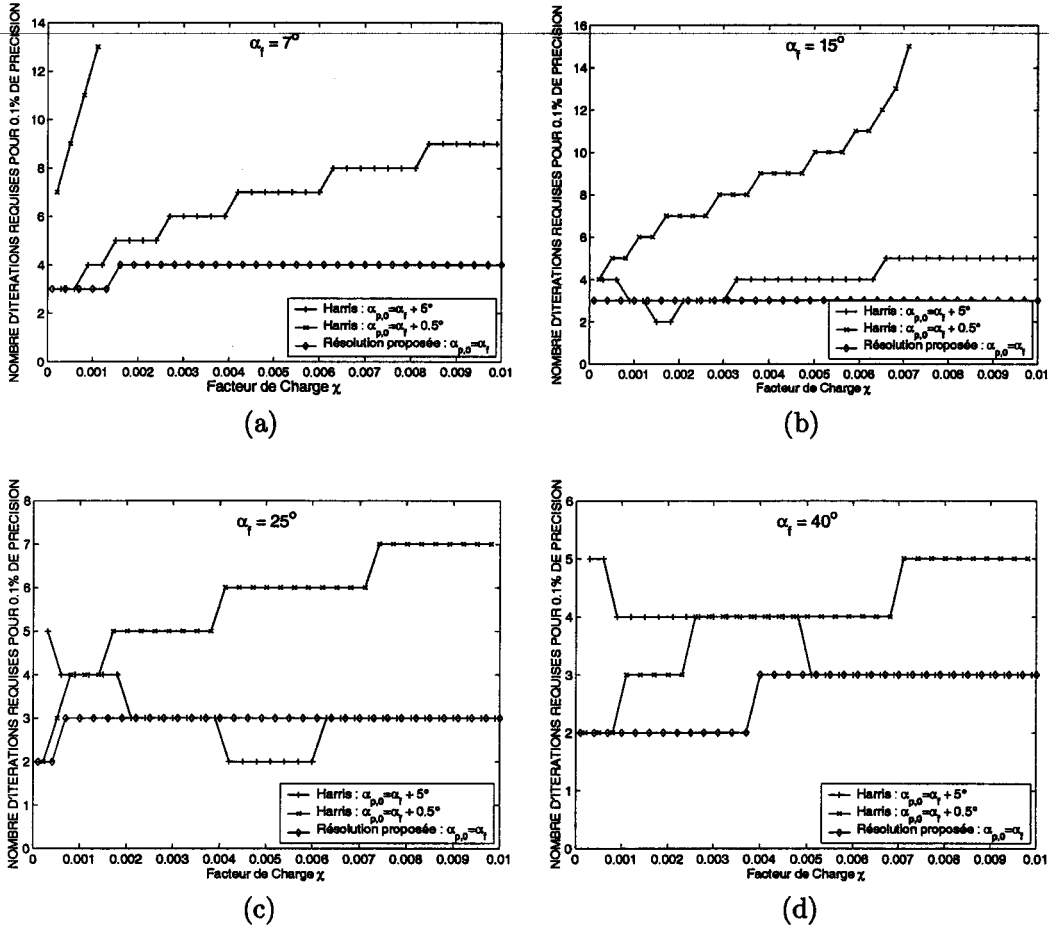 α_f = 7°
NOMBRE D'ITERATIONS REQUISES POUR 0.1% DE PRECISION
14
12
10
8
6
4
2
0
0 0.001 0.002 0.003 0.004 0.005 0.006 0.007 0.008 0.009 0.01
Facteur de Charge χ
Harris : α_p,0=α_f + 5°
Harris : α_p,0=α_f + 0.5°
Résolution proposée : α_p,0=α_f
(a)
α_f = 15°
NOMBRE D'ITERATIONS REQUISES POUR 0.1% DE PRECISION
16
14
12
10
8
6
4
2
0
0 0.001 0.002 0.003 0.004 0.005 0.006 0.007 0.008 0.009 0.01
Facteur de Charge χ
Harris : α_p,0=α_f + 5°
Harris : α_p,0=α_f + 0.5°
Résolution proposée : α_p,0=α_f
(b)
α_f = 25°
NOMBRE D'ITERATIONS REQUISES POUR 0.1% DE PRECISION
8
7
6
5
4
3
2
1
0
0 0.001 0.002 0.003 0.004 0.005 0.006 0.007 0.008 0.009 0.01
Facteur de Charge χ
Harris : α_p,0=α_f + 5°
Harris : α_p,0=α_f + 0.5°
Résolution proposée : α_p,0=α_f
(c)
α_f = 40°
NOMBRE D'ITERATIONS REQUISES POUR 0.1% DE PRECISION
6
5
4
3
2
1
0
0 0.001 0.002 0.003 0.004 0.005 0.006 0.007 0.008 0.009 0.01
Facteur de Charge χ
Harris : α_p,0=α_f + 5°
Harris : α_p,0=α_f + 0.5°
Résolution proposée : α_p,0=α_f
(d)